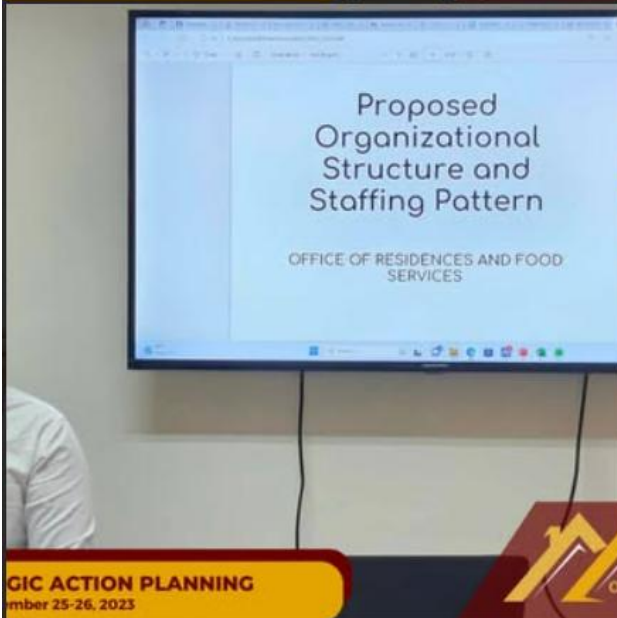 Proposed
Organizational
Structure and
Staffing Pattern
OFFICE OF RESIDENCES AND FOOD
SERVICES
GIC ACTION PLANNING
mber 25-26, 2023